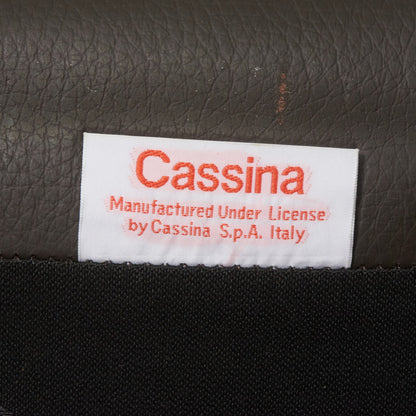 Cassina
Manufactured Under License
by Cassina S.p.A. Italy